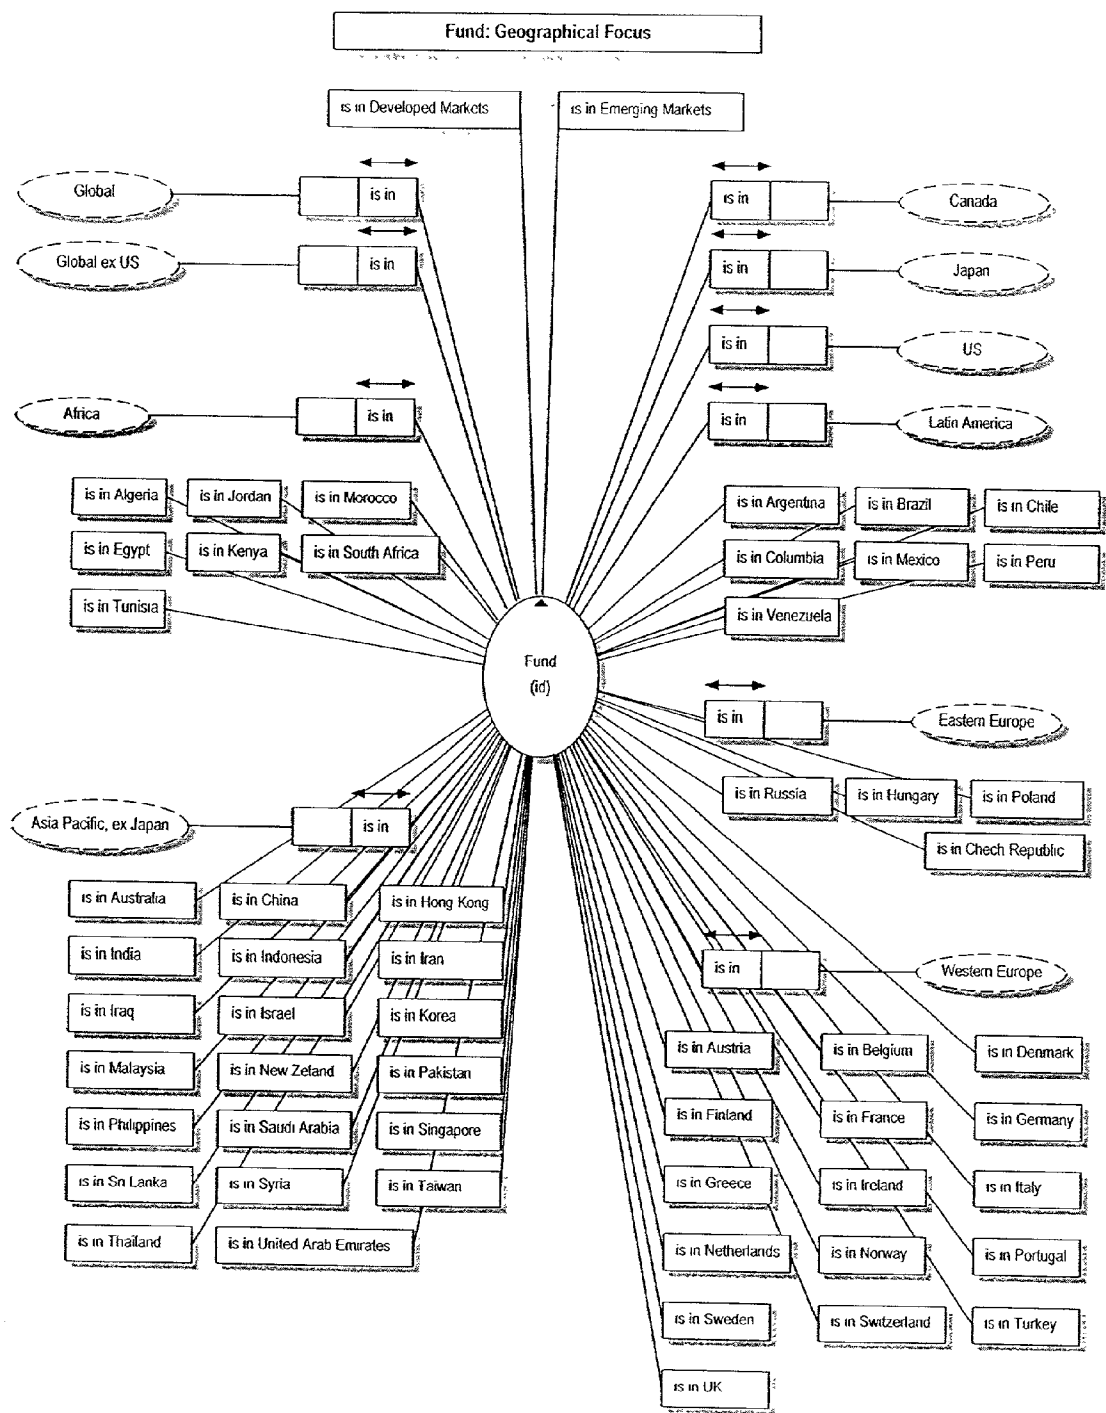 Fund: Geographical Focus
is in Developed Markets
is in Emerging Markets
Global
is in
is in
Canada
Global ex US
is in
is in
Japan
is in
US
Africa
is in
is in
Latin America
is in Algeria
is in Jordan
is in Morocco
is in Argentina
is in Brazil
is in Chile
is in Egypt
is in Kenya
is in South Africa
is in Columbia
is in Mexico
is in Peru
is in Tunisia
is in Venezuela
Fund
(id)
is in
Eastern Europe
is in Russia
is in Hungary
is in Poland
is in Chech Republic
Asia Pacific, ex Japan
is in
is in Australia
is in China
is in Hong Kong
is in India
is in Indonesia
is in Iran
is in Iraq
is in Israel
is in Korea
is in Malaysia
is in New Zeland
is in Pakistan
is in Philippines
is in Saudi Arabia
is in Singapore
is in Sri Lanka
is in Syria
is in Taiwan
is in Thailand
is in United Arab Emirates
is in
Western Europe
is in Austria
is in Belgium
is in Denmark
is in Finland
is in France
is in Germany
is in Greece
is in Ireland
is in Italy
is in Netherlands
is in Norway
is in Portugal
is in Sweden
is in Switzerland
is in Turkey
is in UK